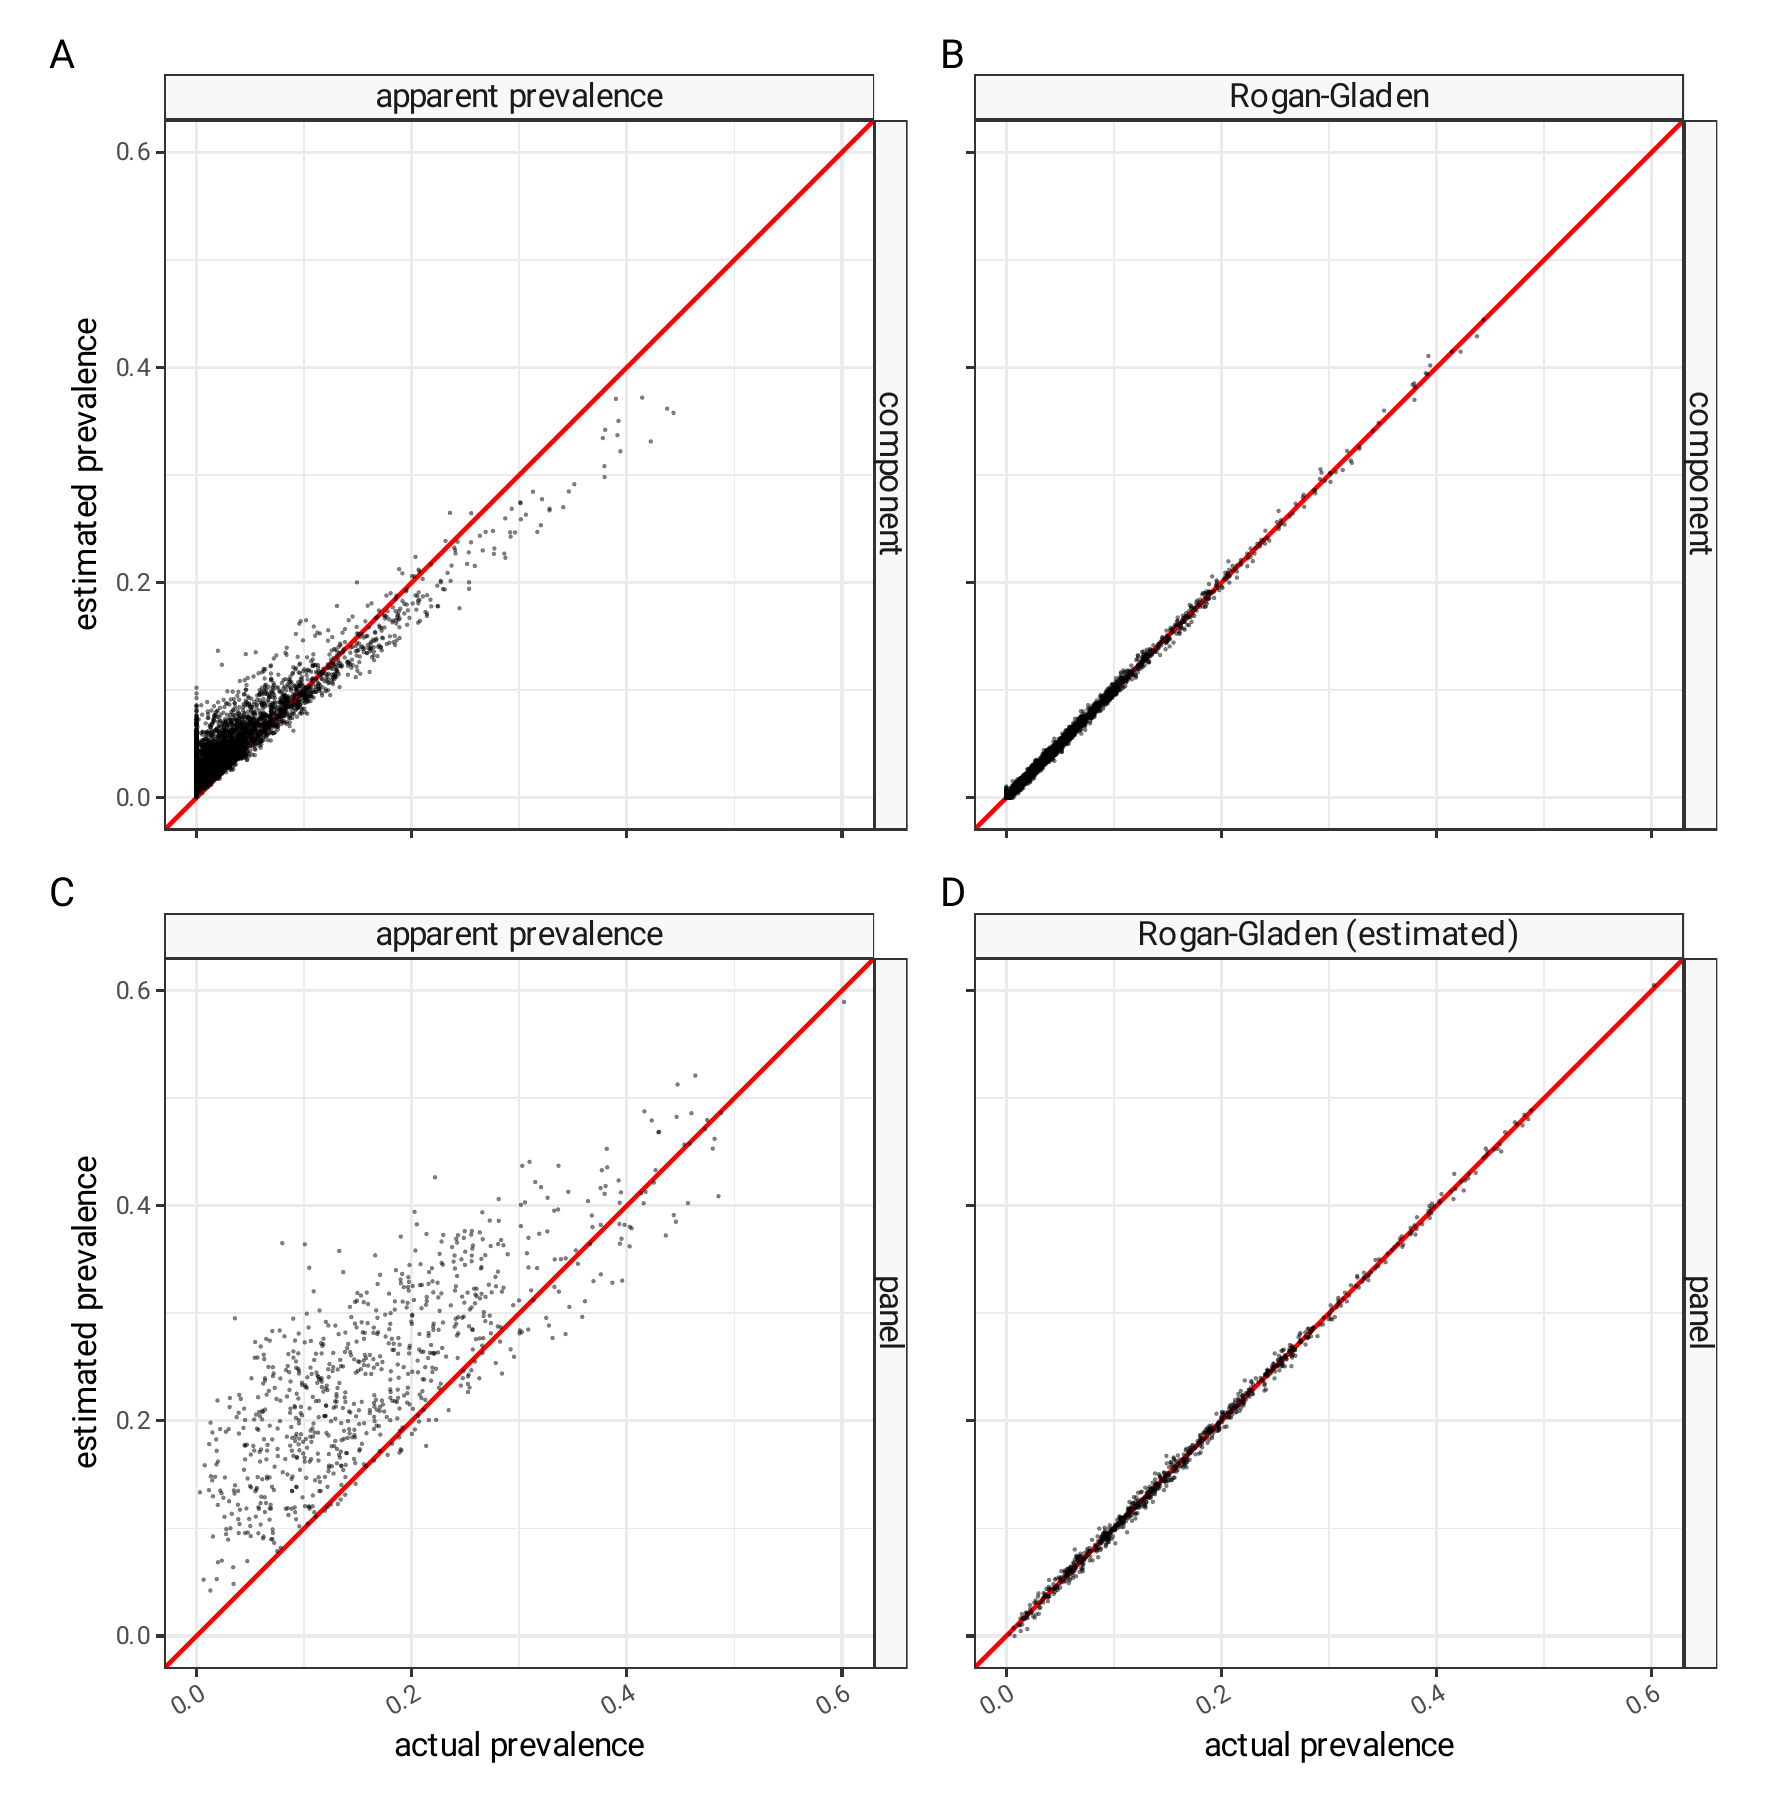 A
apparent prevalence
B
Rogan-Gladen
0.6
0.4
0.2
0.0
estimated prevalence
component
component
C
apparent prevalence
D
Rogan-Gladen (estimated)
0.6
0.4
0.2
0.0
estimated prevalence
panel
panel
0.0
0.2
0.4
0.6
0.0
0.2
0.4
0.6
actual prevalence
actual prevalence